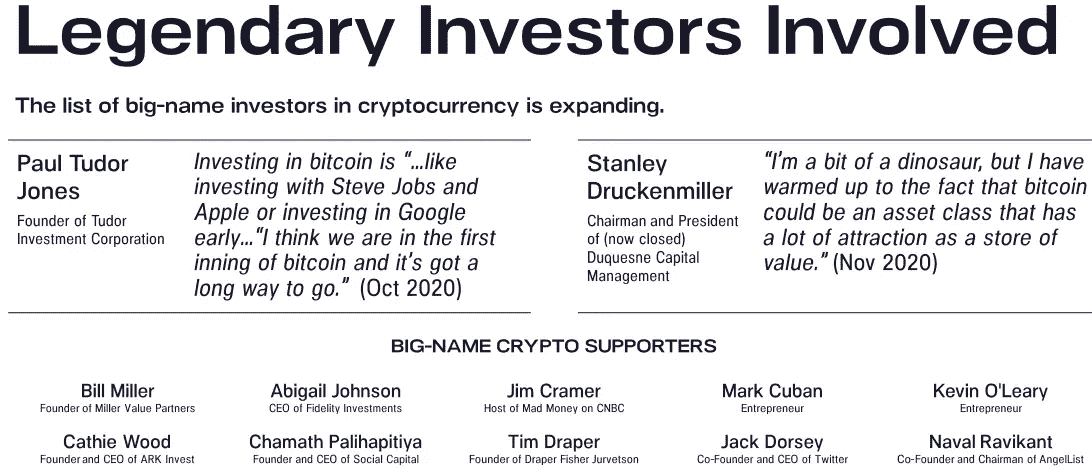 Legendary Investors Involved
The list of big-name investors in cryptocurrency is expanding.
Paul Tudor
Jones
Founder of Tudor
Investment Corporation
Investing in bitcoin is “...like
investing with Steve Jobs and
Apple or investing in Google
early...“I think we are in the first
inning of bitcoin and it’s got a
long way to go.” (Oct 2020)
Stanley
Druckenmiller
Chairman and President
of (now closed)
Duquesne Capital
Management
“I’m a bit of a dinosaur, but I have
warmed up to the fact that bitcoin
could be an asset class that has
a lot of attraction as a store of
value.” (Nov 2020)
BIG-NAME CRYPTO SUPPORTERS
Bill Miller
Founder of Miller Value Partners
Abigail Johnson
CEO of Fidelity Investments
Jim Cramer
Host of Mad Money on CNBC
Mark Cuban
Entrepreneur
Kevin O'Leary
Entrepreneur
Cathie Wood
Founder and CEO of ARK Invest
Chamath Palihapitiya
Founder and CEO of Social Capital
Tim Draper
Founder of Draper Fisher Jurvetson
Jack Dorsey
Co-Founder and CEO of Twitter
Naval Ravikant
Co-Founder and Chairman of AngelList